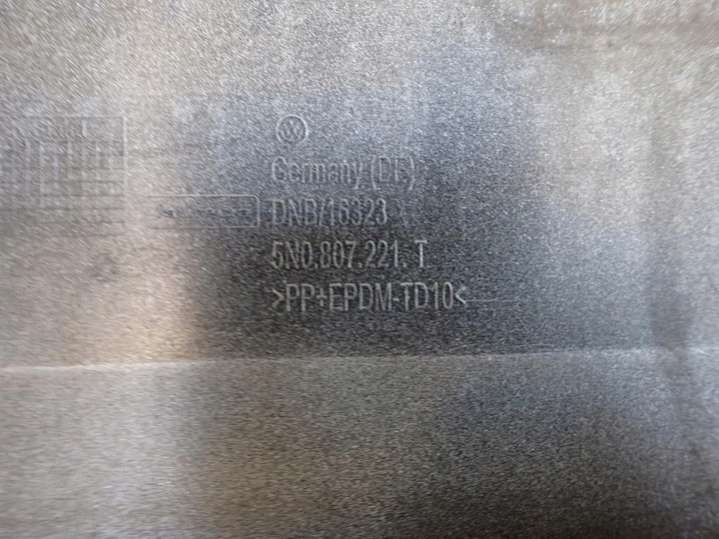 Germany (DE)
DNB/16323
5N0.807.221. T
>PP+EPDM-TD10<